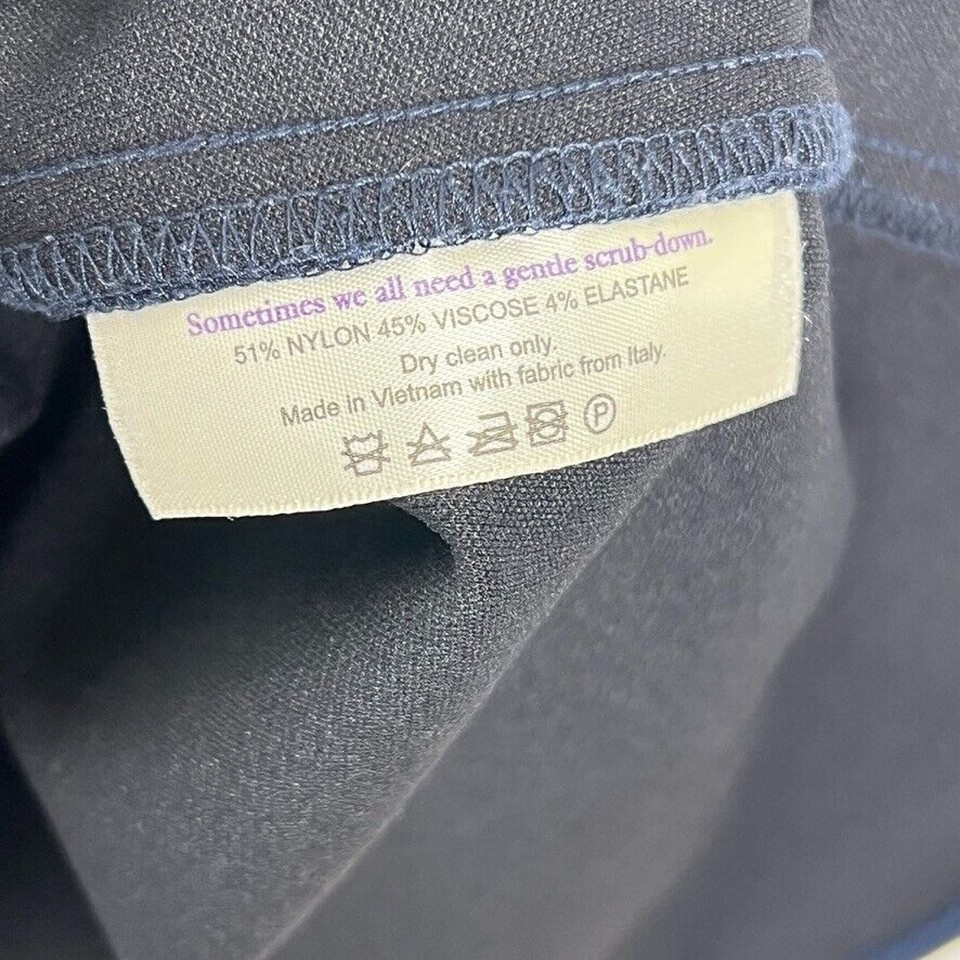 Sometimes we all need a gentle scrub-down.
51% NYLON 45% VISCOSE 4% ELASTANE
Dry clean only.
Made in Vietnam with fabric from Italy.
P